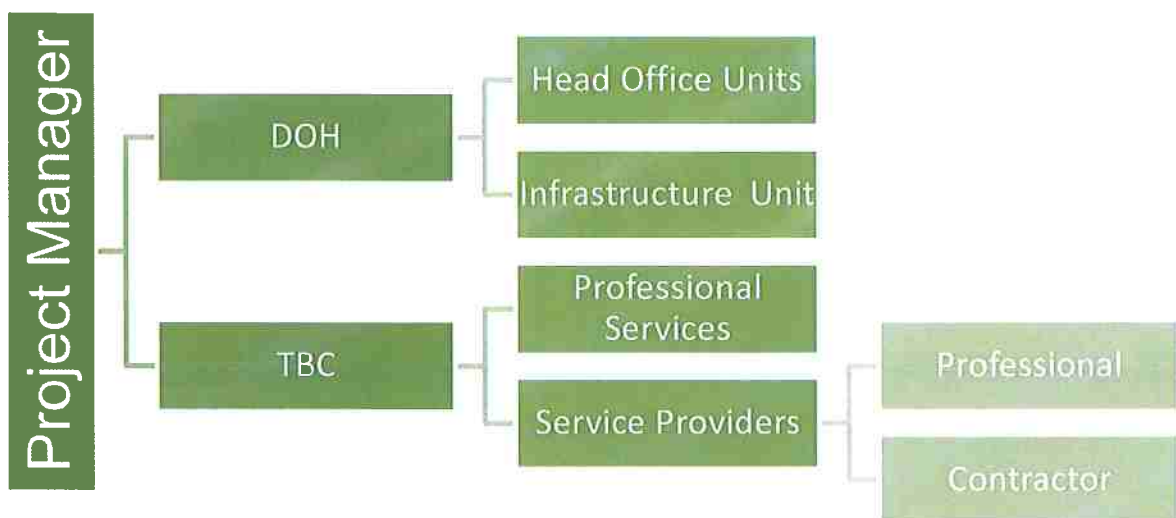 Project Manager
DOH
Head Office Units
Infrastructure Unit
TBC
Professional
Services
Service Providers
Professional
Contractor